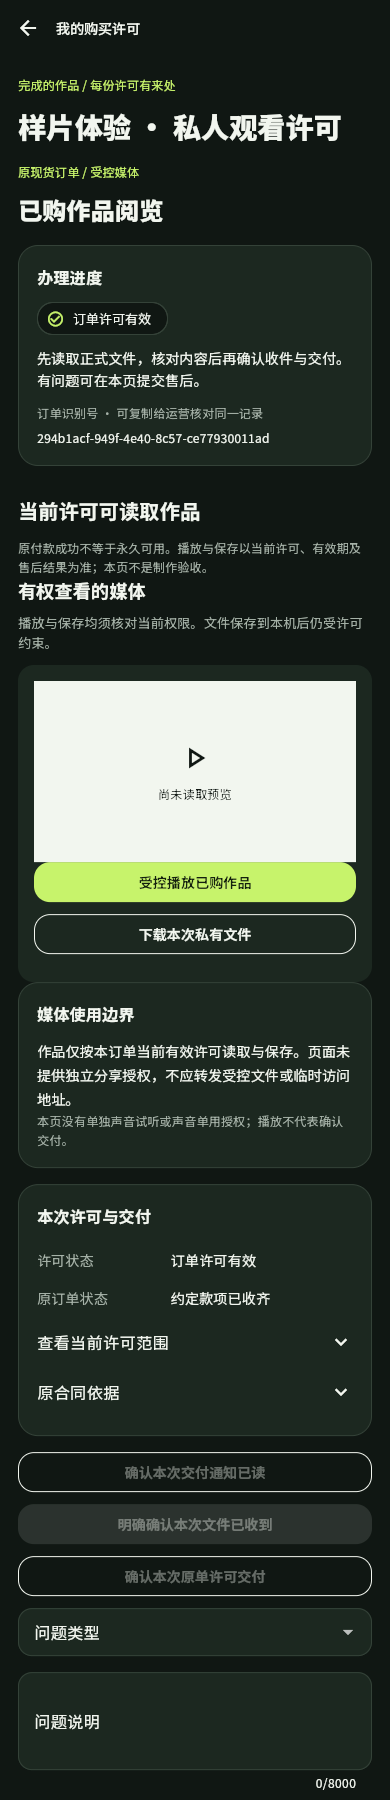 我的购买许可
完成的作品 / 每份许可有来处
样片体验 · 私人观看许可
原现货订单 / 受控媒体
已购作品阅览
办理进度
订单许可有效
先读取正式文件，核对内容后再确认收件与交付。
有问题可在本页提交售后。
订单识别号 · 可复制给运营核对同一记录
294b1acf-949f-4e40-8c57-ce77930011ad
当前许可可读取作品
原付款成功不等于永久可用。播放与保存以当前许可、有效期及
售后结果为准；本页不是制作验收。
有权查看的媒体
播放与保存均须核对当前权限。文件保存到本机后仍受许可
约束。
尚未读取预览
受控播放已购作品
下载本次私有文件
媒体使用边界
作品仅按本订单当前有效许可读取与保存。页面未
提供独立分享授权，不应转发受控文件或临时访问
地址。
本页没有单独声音试听或声音单用授权；播放不代表确认
交付。
本次许可与交付
许可状态 订单许可有效
原订单状态 约定款项已收齐
查看当前许可范围
原合同依据
确认本次交付通知已读
明确确认本次文件已收到
确认本次原单许可交付
问题类型
问题说明
0/8000